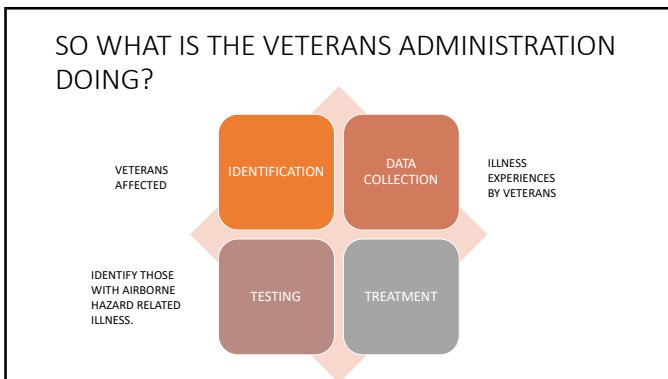 SO WHAT IS THE VETERANS ADMINISTRATION
DOING?
VETERANS
AFFECTED
IDENTIFICATION
DATA
COLLECTION
ILLNESS
EXPERIENCES
BY VETERANS
IDENTIFY THOSE
WITH AIRBORNE
HAZARD RELATED
ILLNESS.
TESTING
TREATMENT